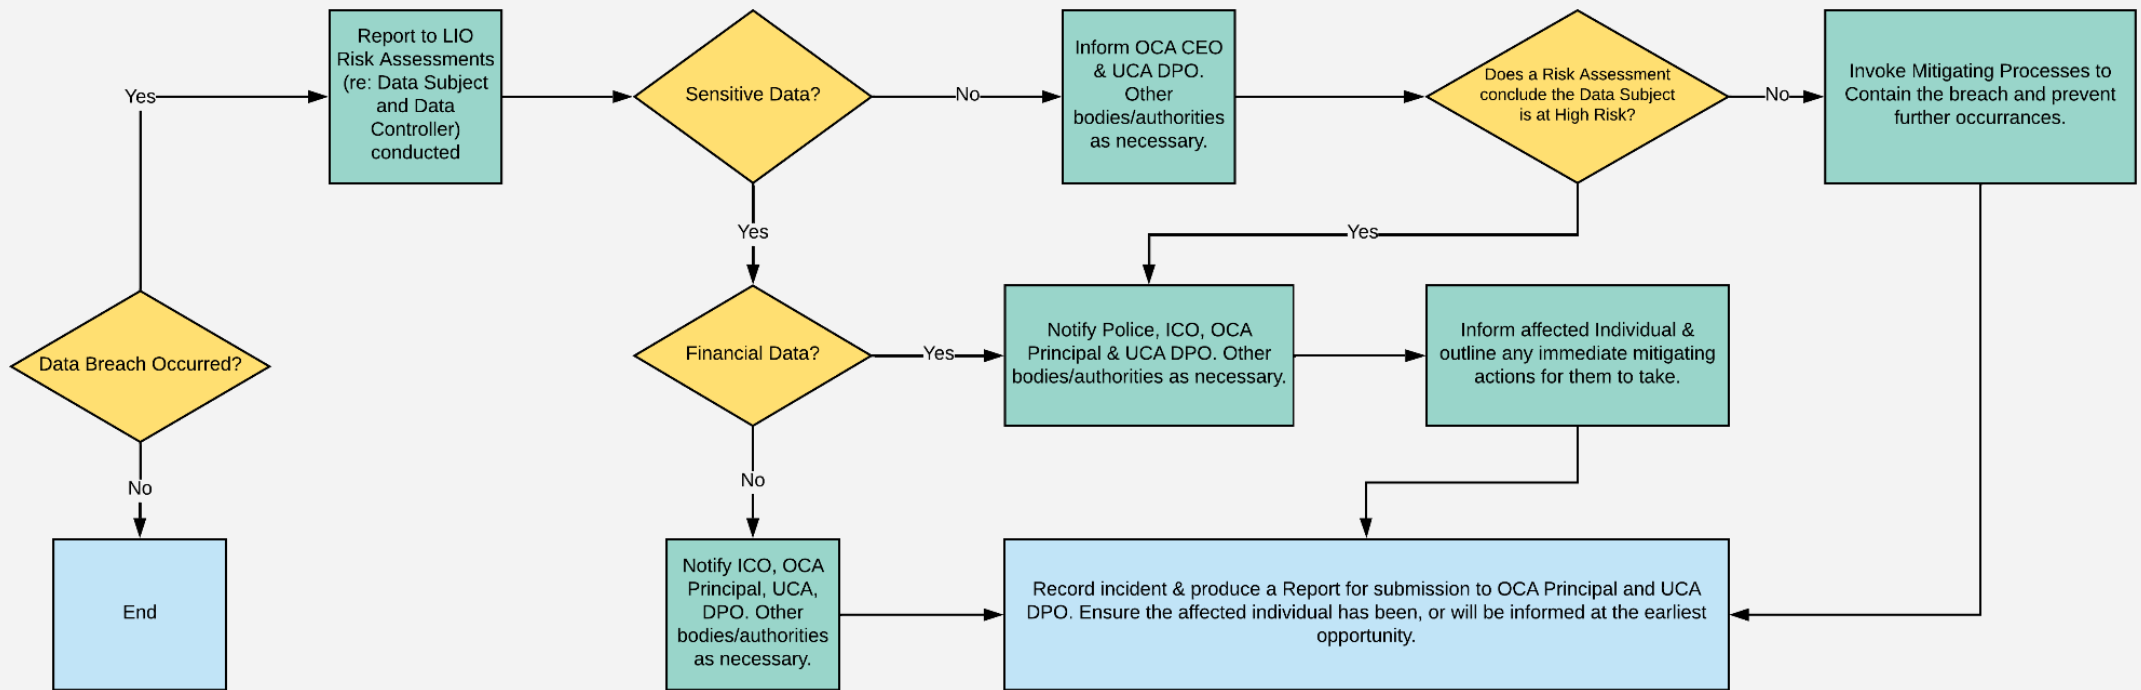 Report to LIO
Risk Assessments
(re: Data Subject
and Data
Controller)
conducted
Yes
Sensitive Data?
No
Inform OCA CEO
& UCA DPO.
Other
bodies/authorities
as necessary.
Does a Risk Assessment
conclude the Data Subject
is at High Risk?
No
Invoke Mitigating Processes to
Contain the breach and prevent
further occurrances.
Yes
Yes
Data Breach Occurred?
Financial Data?
Yes
Notify Police, ICO, OCA
Principal & UCA DPO. Other
bodies/authorities as necessary.
Inform affected Individual &
outline any immediate mitigating
actions for them to take.
No
No
End
Notify ICO, OCA
Principal, UCA,
DPO. Other
bodies/authorities
as necessary.
Record incident & produce a Report for submission to OCA Principal and UCA
DPO. Ensure the affected individual has been, or will be informed at the earliest
opportunity.